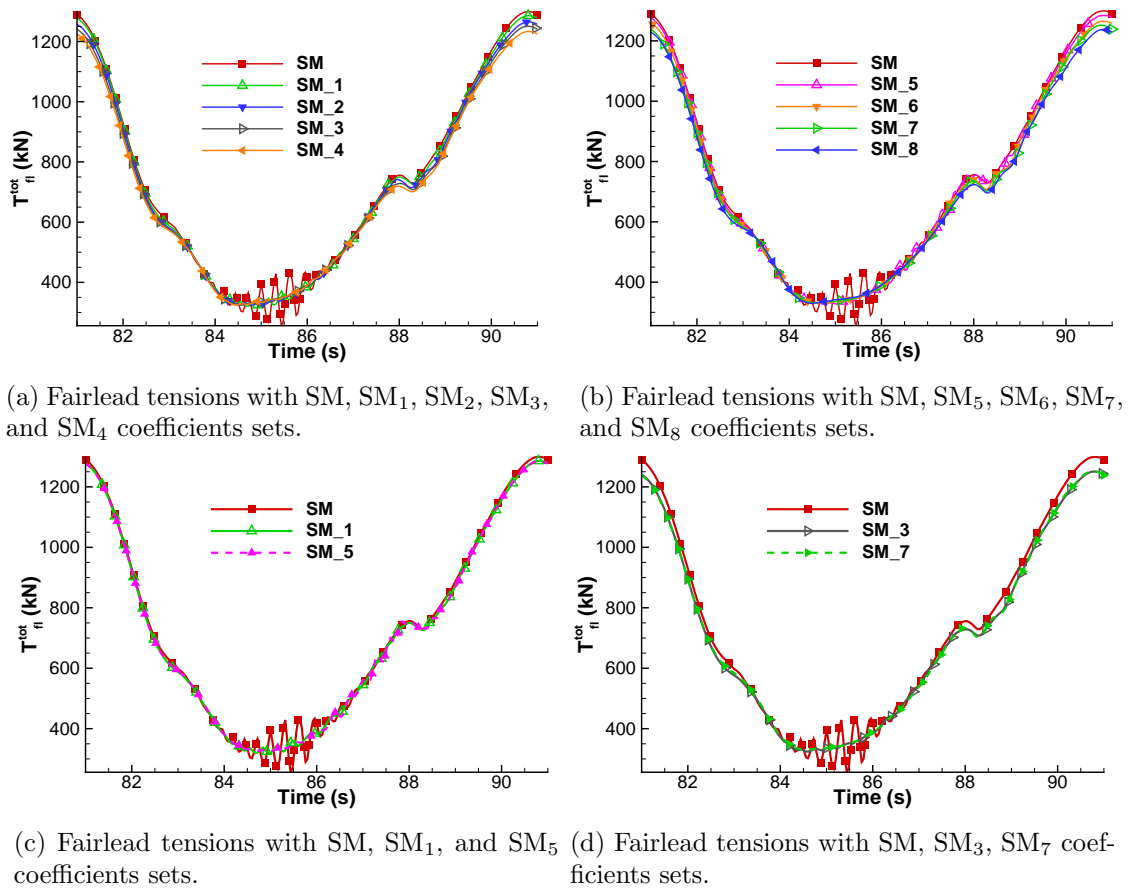 SM
SM_1
SM_2
SM_3
SM_4
T^tot_fl (kN)
1200
1000
800
600
400
82 84 86 88 90
Time (s)
SM
SM_5
SM_6
SM_7
SM_8
T^tot_fl (kN)
1200
1000
800
600
400
82 84 86 88 90
Time (s)
(a) Fairlead tensions with SM, SM₁, SM₂, SM₃,
and SM₄ coefficients sets.
(b) Fairlead tensions with SM, SM₅, SM₆, SM₇,
and SM₈ coefficients sets.
SM
SM_1
SM_5
T^tot_fl (kN)
1200
1000
800
600
400
82 84 86 88 90
Time (s)
SM
SM_3
SM_7
T^tot_fl (kN)
1200
1000
800
600
400
82 84 86 88 90
Time (s)
(c) Fairlead tensions with SM, SM₁, and SM₅
coefficients sets.
(d) Fairlead tensions with SM, SM₃, SM₇ coef-
ficients sets.